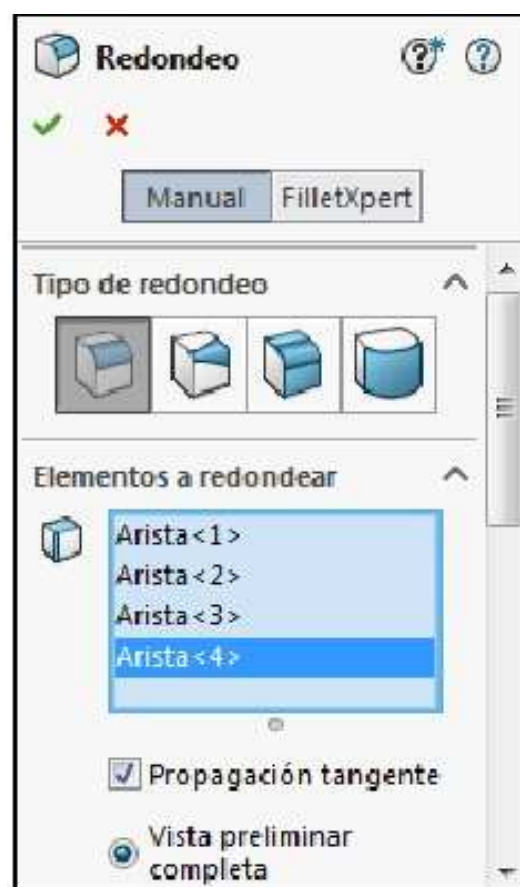 Redondeo
Manual FilletXpert
Tipo de redondeo
Elementos a redondear
Arista<1>
Arista<2>
Arista<3>
Arista<4>
Propagación tangente
Vista preliminar
completa